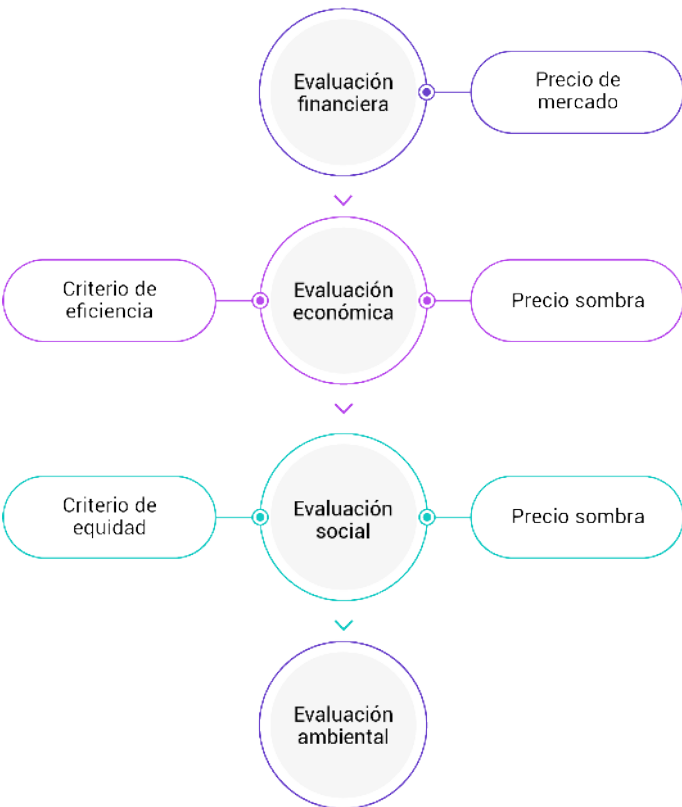 Evaluación
financiera
Precio de
mercado
Criterio de
eficiencia
Evaluación
económica
Precio sombra
Criterio de
equidad
Evaluación
social
Precio sombra
Evaluación
ambiental